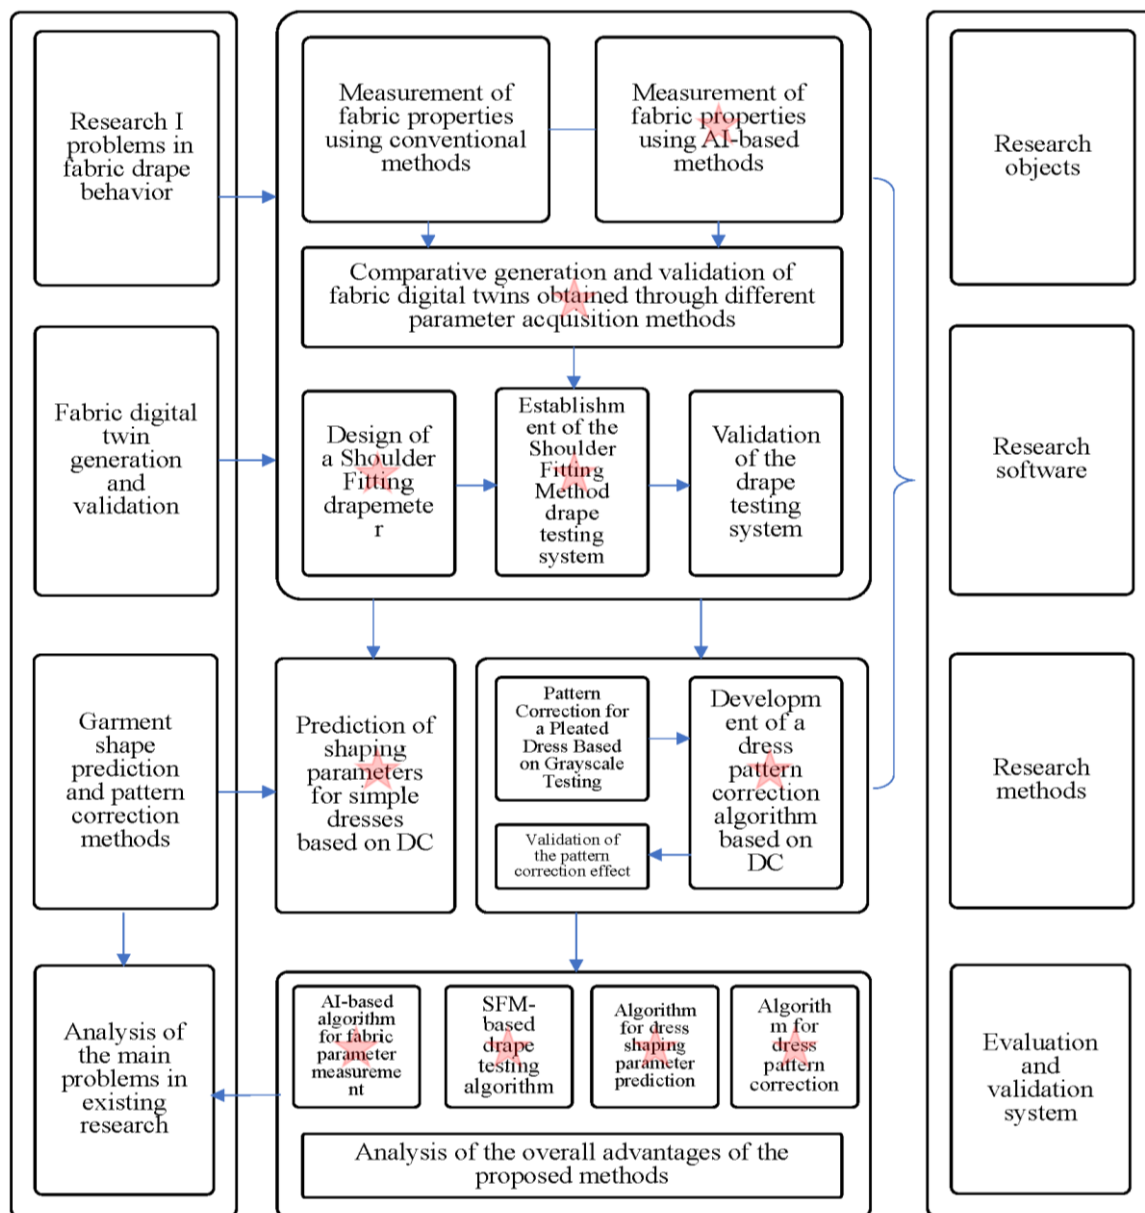 Research I
problems in
fabric drape
behavior
Fabric digital
twin
generation
and
validation
Garment
shape
prediction
and pattern
correction
methods
Analysis of
the main
problems in
existing
research
Measurement of
fabric properties
using conventional
methods
Measurement of
fabric properties
using AI-based
methods
Comparative generation and validation of
fabric digital twins obtained through different
parameter acquisition methods
Design of
a Shoulder
Fitting
drapemete
r
Establishm
ent of the
Shoulder
Fitting
Method
drape
testing
system
Validation
of the
drape
testing
system
Prediction of
shaping
parameters
for simple
dresses
based on DC
Pattern
Correction for
a Pleated
Dress Based
on Grayscale
Testing
Developm
ent of a
dress
pattern
correction
algorithm
based on
DC
Validation of
the pattern
correction effect
AI-based
algorithm
for fabric
parameter
measureme
nt
SFM-
based
drape
testing
algorithm
Algorithm
for dress
shaping
parameter
prediction
Algorith
m for
dress
pattern
correction
Analysis of the overall advantages of the
proposed methods
Research
objects
Research
software
Research
methods
Evaluation
and
validation
system